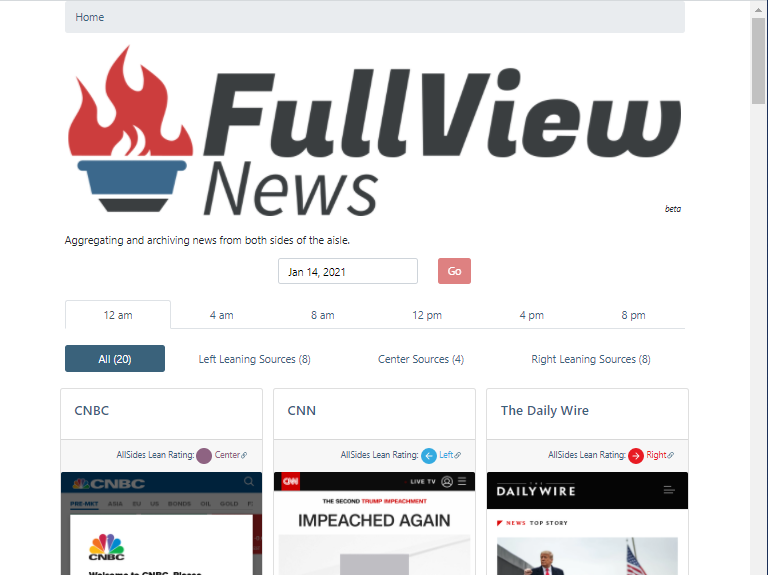 Home
FullView
News
beta
Aggregating and archiving news from both sides of the aisle.
Jan 14, 2021
Go
12 am
4 am
8 am
12 pm
4 pm
8 pm
All (20)
Left Leaning Sources (8)
Center Sources (4)
Right Leaning Sources (8)
CNBC
AllSides Lean Rating: Center
CNBC
PRE-MKT ASIA EU US BONDS OIL GOLD
CNBC
Welcome to CNBC. Please
CNN
AllSides Lean Rating: Left
CNN
LIVE TV
THE SECOND TRUMP IMPEACHMENT
IMPEACHED AGAIN
The Daily Wire
AllSides Lean Rating: Right
THE
DAILYWIRE
NEWS TOP STORY